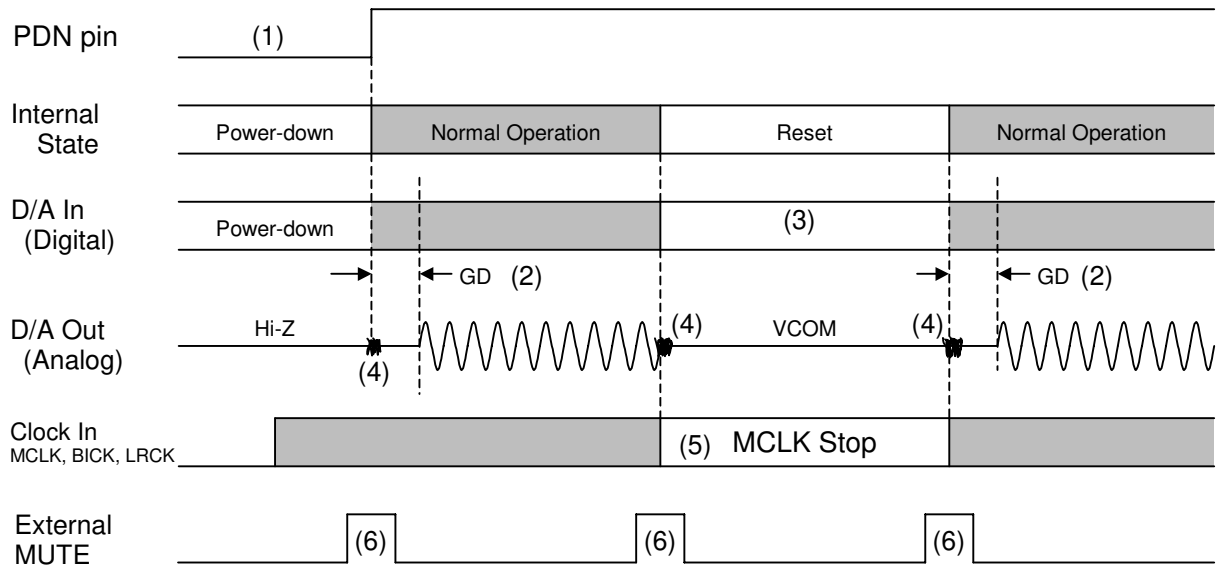 PDN pin
(1)
Internal
State
Power-down
Normal Operation
Reset
Normal Operation
D/A In
(Digital)
Power-down
(3)
GD (2)
GD (2)
D/A Out
(Analog)
Hi-Z
(4)
(4)
VCOM
(4)
Clock In
MCLK, BICK, LRCK
(5) MCLK Stop
External
MUTE
(6)
(6)
(6)